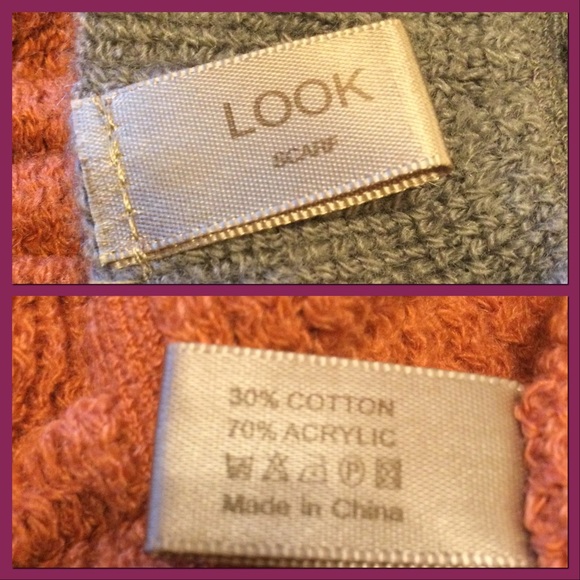 LOOK
SCARF
30% COTTON
70% ACRYLIC
Made in China